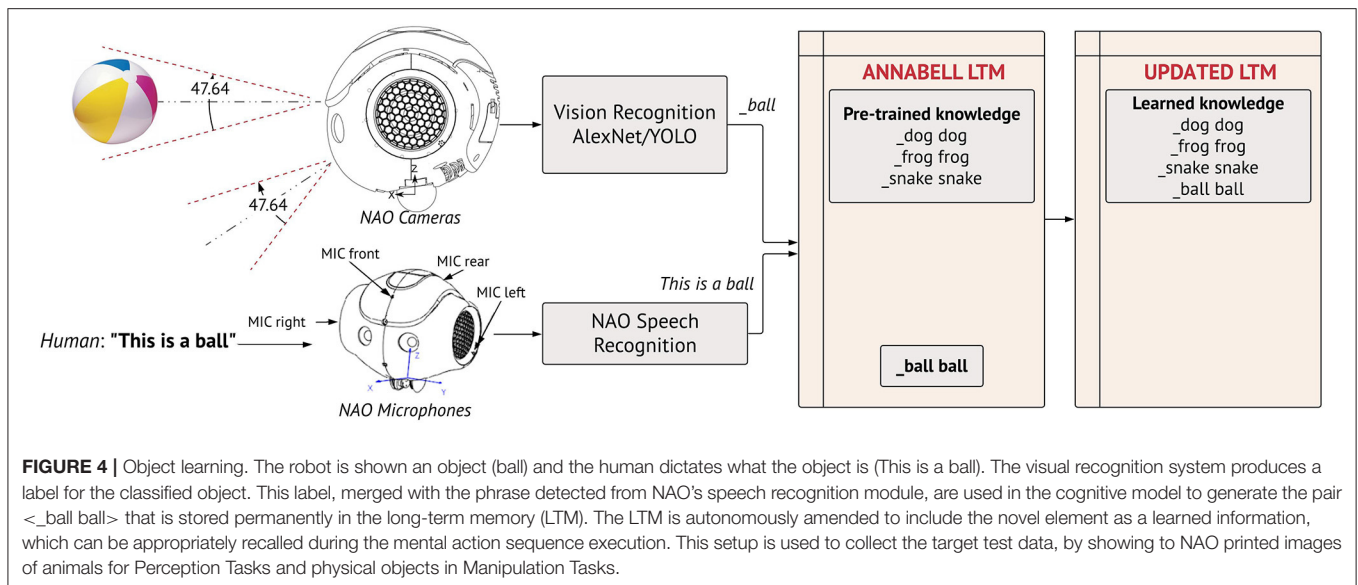 47.64
47.64
X
Z
NAO Cameras
Vision Recognition
AlexNet/YOLO
_ball
MIC front
MIC rear
MIC left
MIC right
Human: "This is a ball"
Z
X
Y
NAO Microphones
NAO Speech
Recognition
This is a ball
ANNABELL LTM
Pre-trained knowledge
_dog dog
_frog frog
_snake snake
_ball ball
UPDATED LTM
Learned knowledge
_dog dog
_frog frog
_snake snake
_ball ball
FIGURE 4 | Object learning. The robot is shown an object (ball) and the human dictates what the object is (This is a ball). The visual recognition system produces a
label for the classified object. This label, merged with the phrase detected from NAO's speech recognition module, are used in the cognitive model to generate the pair
<_ball ball> that is stored permanently in the long-term memory (LTM). The LTM is autonomously amended to include the novel element as a learned information,
which can be appropriately recalled during the mental action sequence execution. This setup is used to collect the target test data, by showing to NAO printed images
of animals for Perception Tasks and physical objects in Manipulation Tasks.